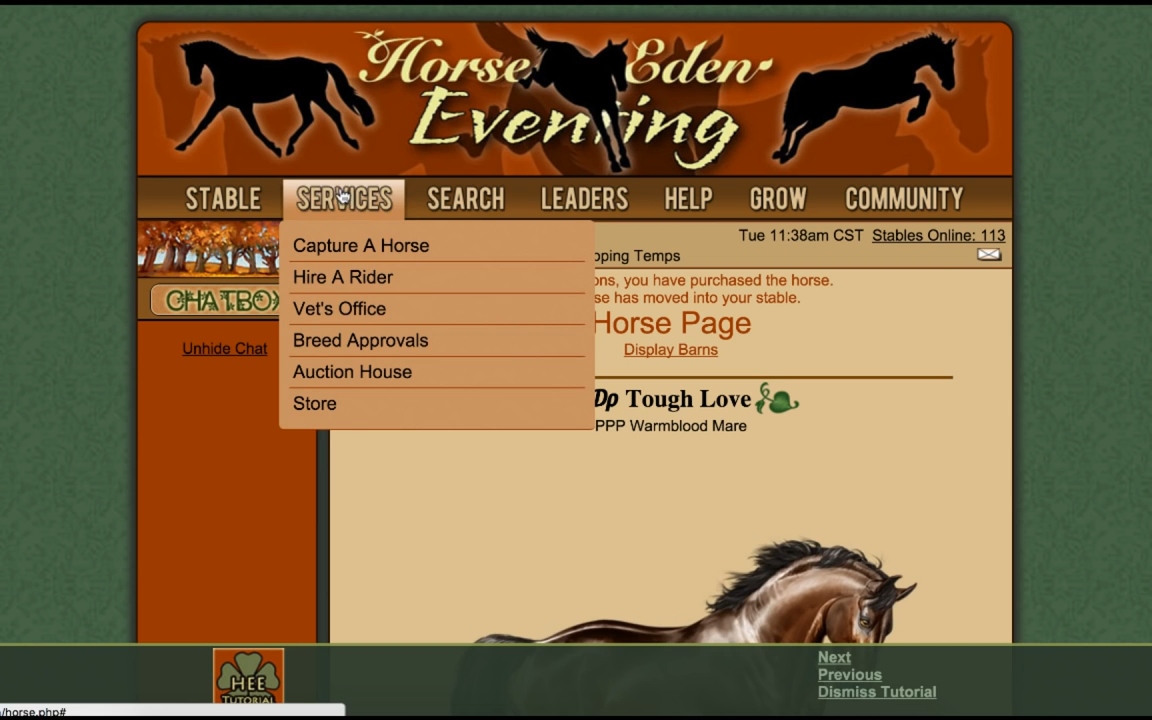 Horse Eden
Eventing
STABLE SERVICES SEARCH LEADERS HELP GROW COMMUNITY
Tue 11:38am CST Stables Online: 113
Temps
Capture A Horse
Hire A Rider
Vet's Office
Breed Approvals
Auction House
Store
CHATBOX
Unhide Chat
you have purchased the horse.
has moved into your stable.
Horse Page
Display Barns
Dp Tough Love
PPP Warmblood Mare
HEE
TUTORIAL
Next
Previous
Dismiss Tutorial
/horse.php#